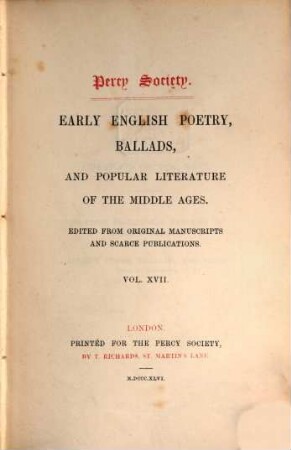 Percy Society.
EARLY ENGLISH POETRY,
BALLADS,
AND POPULAR LITERATURE
OF THE MIDDLE AGES.
EDITED FROM ORIGINAL MANUSCRIPTS
AND SCARCE PUBLICATIONS.
VOL. XVII.
LONDON.
PRINTED FOR THE PERCY SOCIETY,
BY T. RICHARDS, ST. MARTIN'S LANE.
M.DCCC.XLVI.